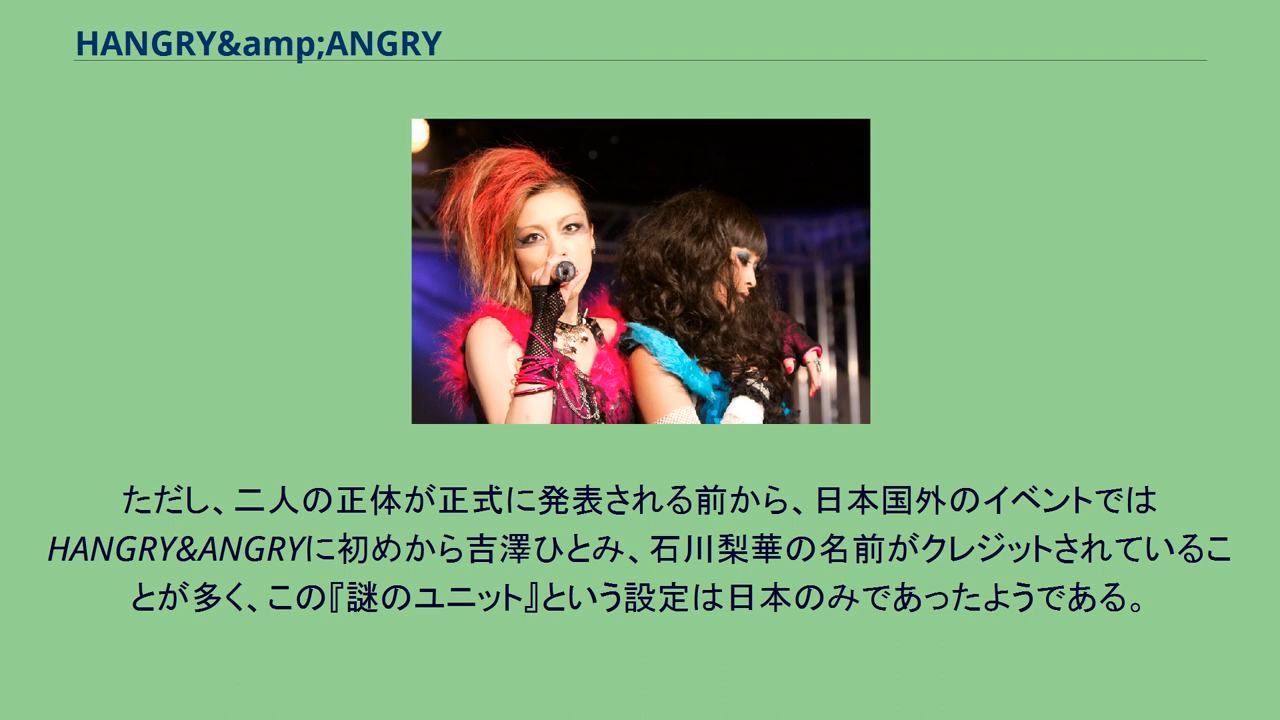 HANGRY&amp;ANGRY
ただし、二人の正体が正式に発表される前から、日本国外のイベントでは
HANGRY&ANGRYに初めから吉澤ひとみ、石川梨華の名前がクレジットされているこ
とが多く、この『謎のユニット』という設定は日本のみであったようである。